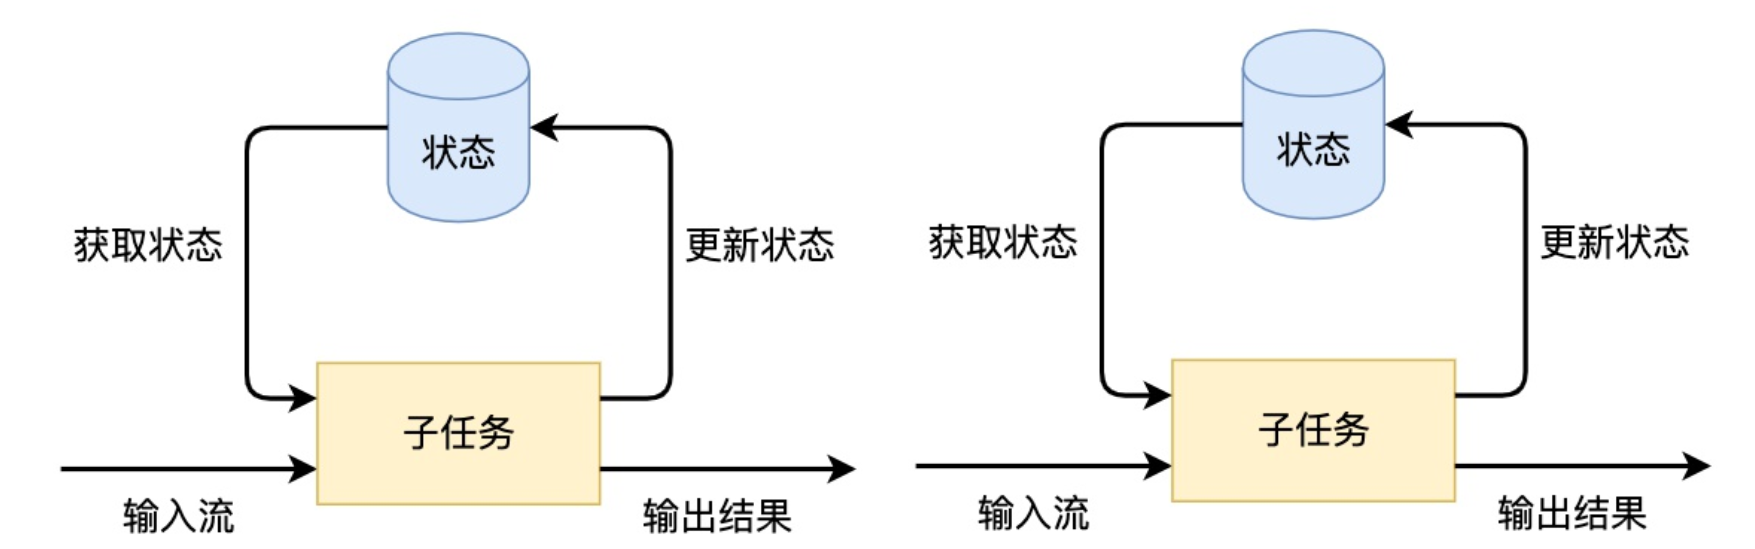 状态
获取状态
更新状态
子任务
输入流
输出结果
状态
获取状态
更新状态
子任务
输入流
输出结果